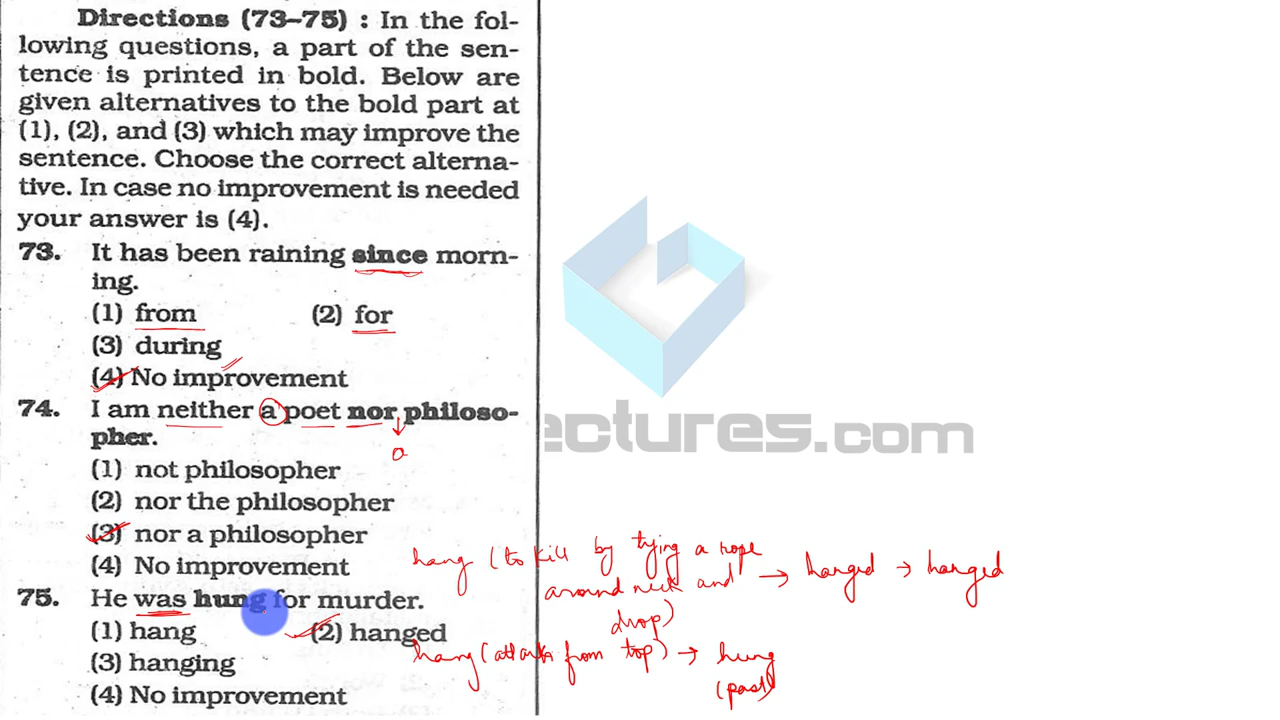 Directions (73–75) : In the fol-
lowing questions, a part of the sen-
tence is printed in bold. Below are
given alternatives to the bold part at
(1), (2), and (3) which may improve the
sentence. Choose the correct alterna-
tive. In case no improvement is needed
your answer is (4).
73. It has been raining since morn-
ing.
(1) from (2) for
(3) during
(4) No improvement
74. I am neither a poet nor philoso-
pher.
a
(1) not philosopher
(2) nor the philosopher
(3) nor a philosopher
(4) No improvement
75. He was hung for murder.
(1) hang (2) hanged
(3) hanging
(4) No improvement
ectures.com
hang (to kill by tying a rope
around neck and → hanged → hanged
drop)
hang (attach from top) → hung
(past)